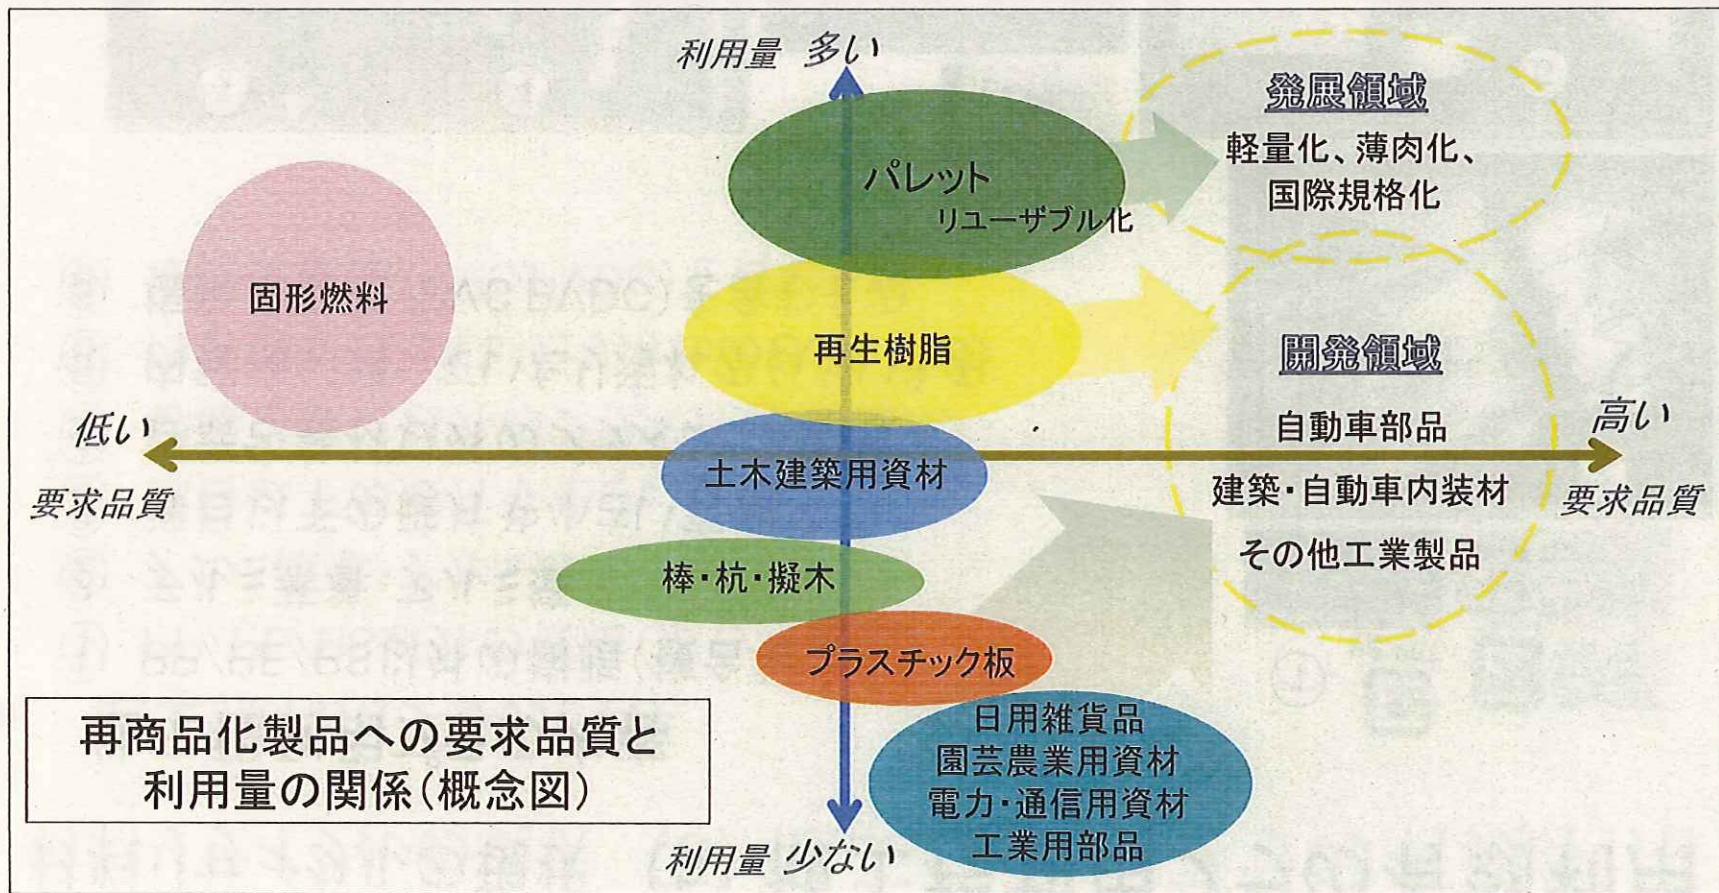 利用量 多い
発展領域
軽量化、薄肉化、
国際規格化
パレット
リユーザブル化
固形燃料
再生樹脂
開発領域
自動車部品
建築・自動車内装材
その他工業製品
低い
要求品質
高い
要求品質
土木建築用資材
棒・杭・擬木
プラスチック板
日用雑貨品
園芸農業用資材
電力・通信用資材
工業用部品
利用量 少ない
再商品化製品への要求品質と
利用量の関係(概念図)